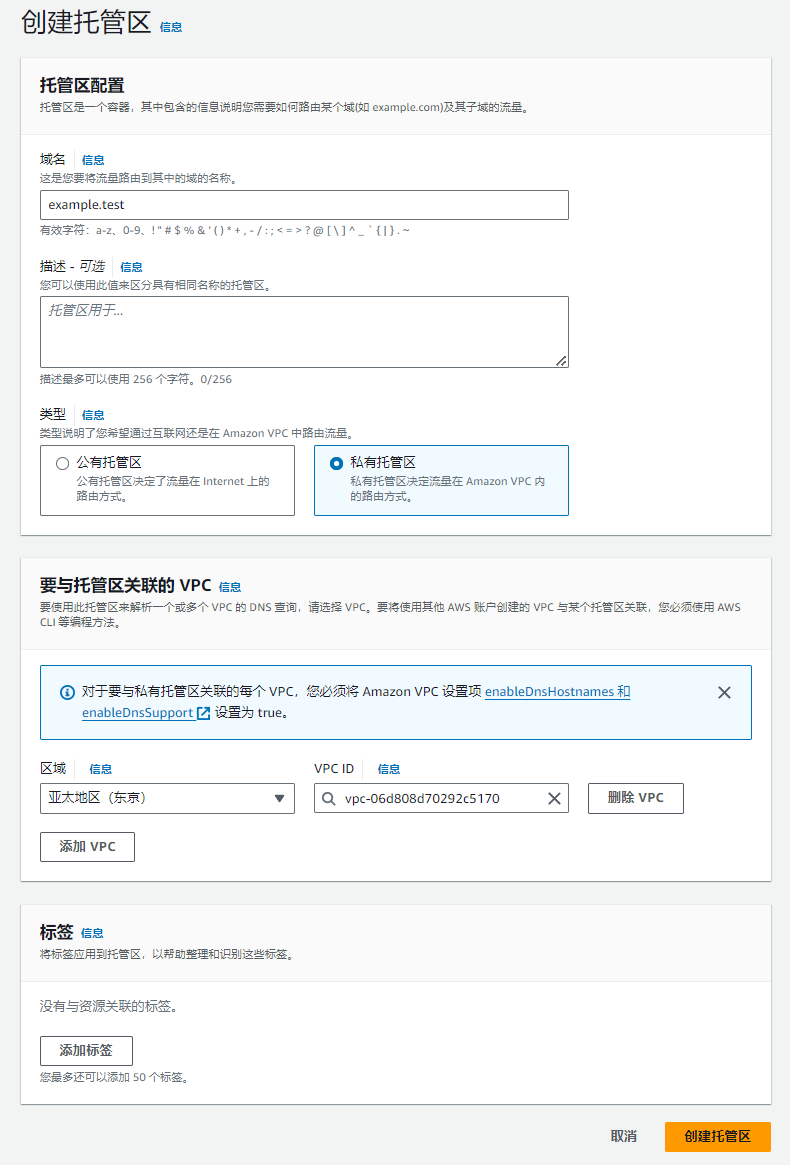 创建托管区 信息
托管区配置
托管区是一个容器，其中包含的信息说明您需要如何路由某个域(如 example.com)及其子域的流量。
域名 信息
这是您要将流量路由到其中的域的名称。
example.test
有效字符：a-z、0-9、! " # $ % & ' ( ) * + , - / : ; < = > ? @ [ \ ] ^ _ ` { | } . ~
描述 - 可选 信息
您可以使用此值来区分具有相同名称的托管区。
托管区用于...
描述最多可以使用 256 个字符。0/256
类型 信息
类型说明了您希望通过互联网还是在 Amazon VPC 中路由流量。
公有托管区
公有托管区决定了流量在 Internet 上的
路由方式。
私有托管区
私有托管区决定流量在 Amazon VPC 内
的路由方式。
要与托管区关联的 VPC 信息
要使用此托管区来解析一个或多个 VPC 的 DNS 查询，请选择 VPC。要将使用其他 AWS 账户创建的 VPC 与某个托管区关联，您必须使用 AWS
CLI 等编程方法。
对于要与私有托管区关联的每个 VPC，您必须将 Amazon VPC 设置项 enableDnsHostnames 和
enableDnsSupport 设置为 true。
区域 信息
亚太地区（东京）
VPC ID 信息
vpc-06d808d70292c5170
删除 VPC
添加 VPC
标签 信息
将标签应用到托管区，以帮助整理和识别这些标签。
没有与资源关联的标签。
添加标签
您最多还可以添加 50 个标签。
取消 创建托管区